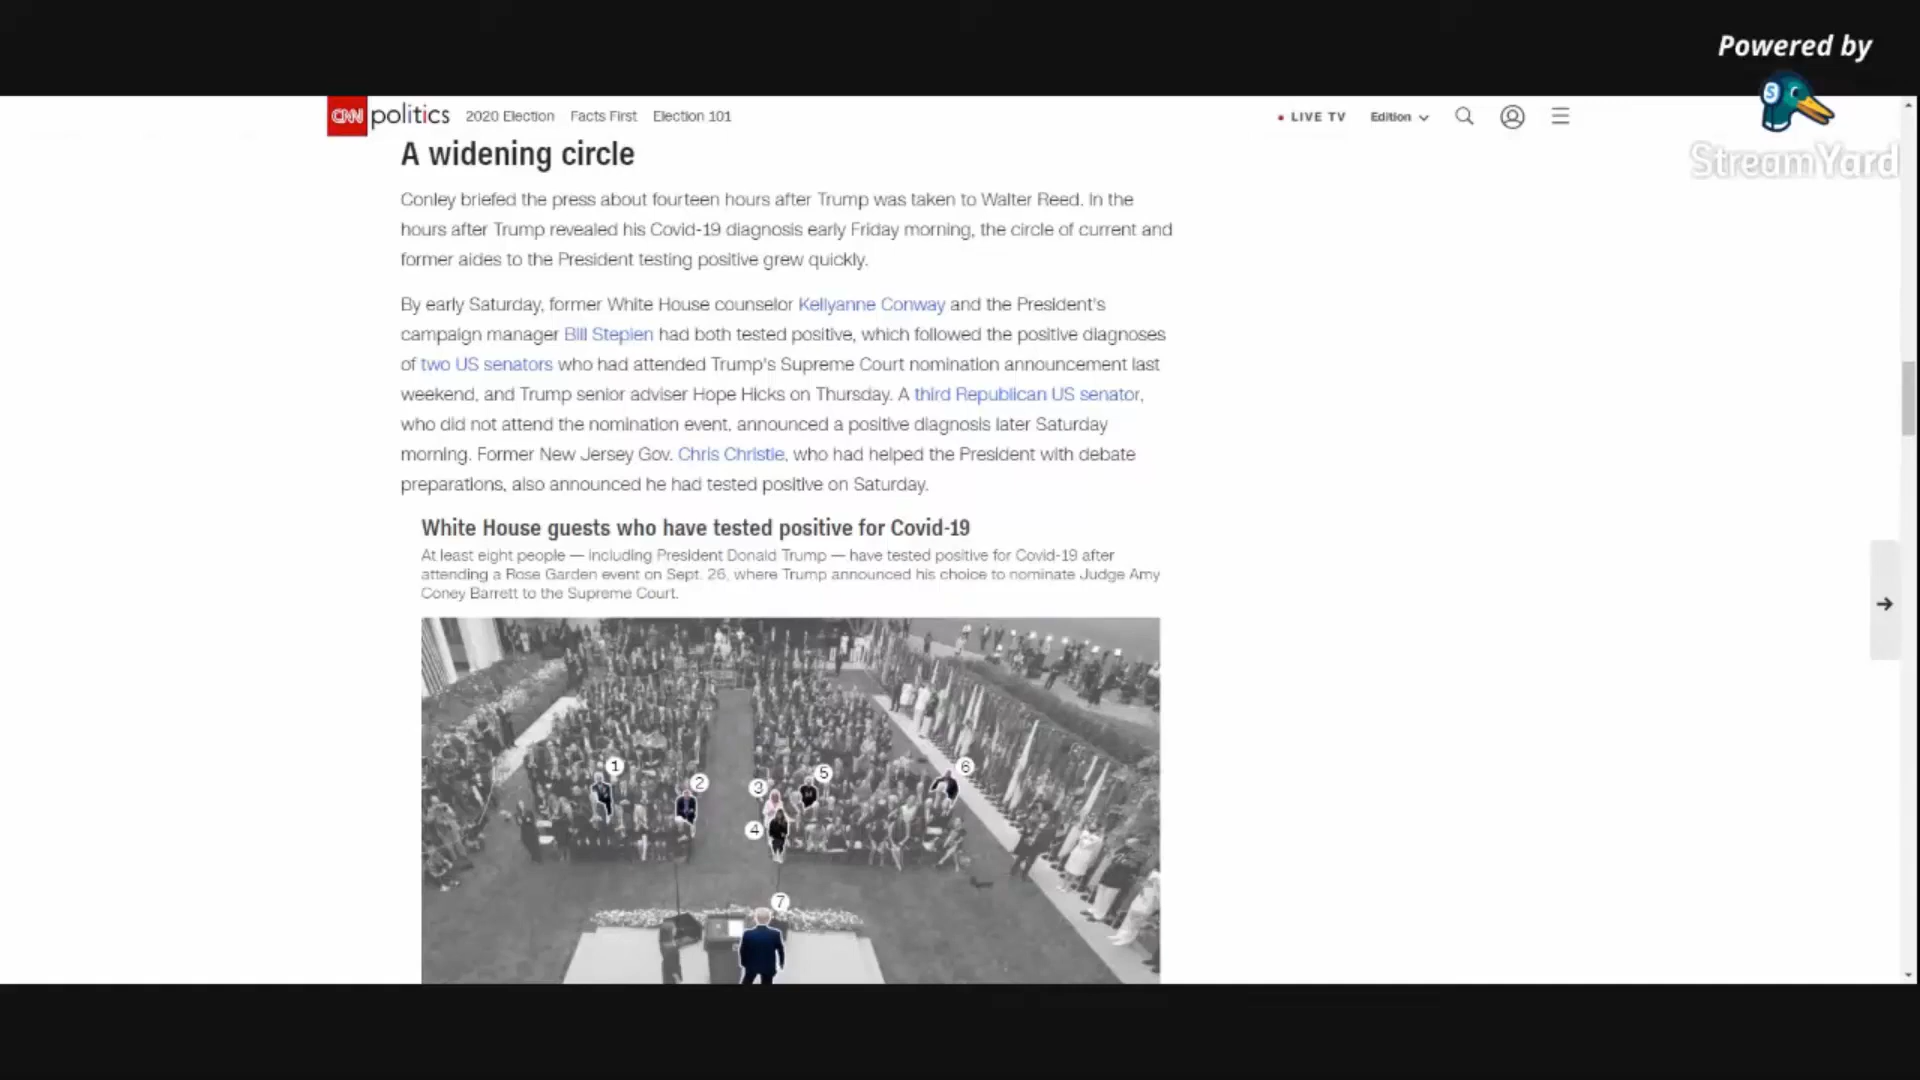 Powered by
StreamYard
CNN politics 2020 Election Facts First Election 101
LIVE TV Edition
A widening circle
Conley briefed the press about fourteen hours after Trump was taken to Walter Reed. In the
hours after Trump revealed his Covid-19 diagnosis early Friday morning, the circle of current and
former aides to the President testing positive grew quickly.
By early Saturday, former White House counselor Kellyanne Conway and the President's
campaign manager Bill Stepien had both tested positive, which followed the positive diagnoses
of two US senators who had attended Trump's Supreme Court nomination announcement last
weekend, and Trump senior adviser Hope Hicks on Thursday. A third Republican US senator,
who did not attend the nomination event, announced a positive diagnosis later Saturday
morning. Former New Jersey Gov. Chris Christie, who had helped the President with debate
preparations, also announced he had tested positive on Saturday.
White House guests who have tested positive for Covid-19
At least eight people — including President Donald Trump — have tested positive for Covid-19 after
attending a Rose Garden event on Sept. 26, where Trump announced his choice to nominate Judge Amy
Coney Barrett to the Supreme Court.
1
2
3
4
5
6
7